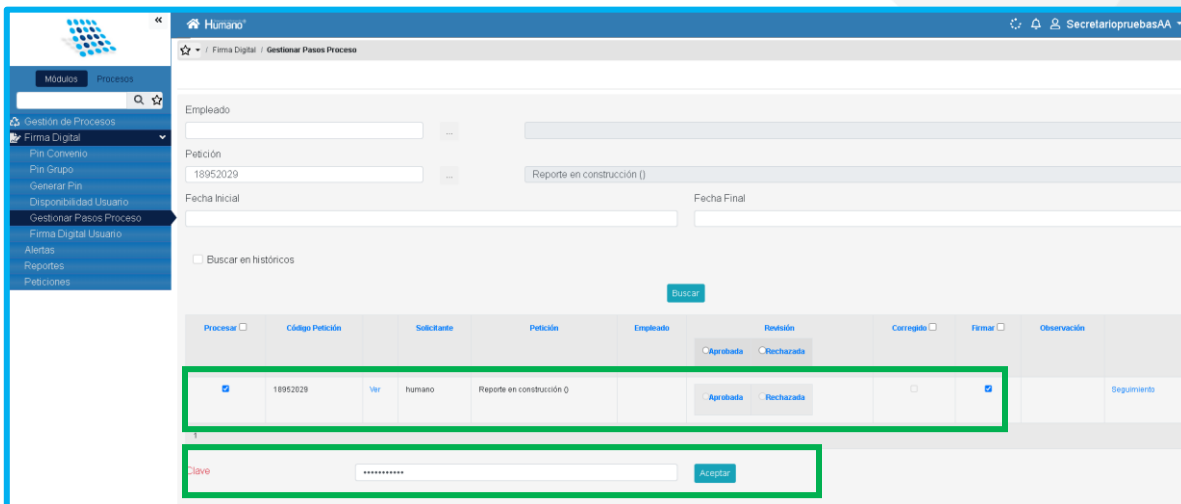 «
Humano®
SecretariopruebasAA
/ Firma Digital / Gestionar Pasos Proceso
Módulos Procesos
Gestión de Procesos
Firma Digital
Pin Convenio
Pin Grupo
Generar Pin
Disponibilidad Usuario
Gestionar Pasos Proceso
Firma Digital Usuario
Alertas
Reportes
Peticiones
Empleado
...
Petición
18952029 ... Reporte en construcción ()
Fecha Inicial Fecha Final
Buscar en históricos
Buscar
Procesar Código Petición Solicitante Petición Empleado Revisión Corregido Firmar Observación
Aprobada Rechazada
18952029 Ver humano Reporte en construcción () Aprobada Rechazada Seguimiento
1
Clave ••••••••••• Aceptar